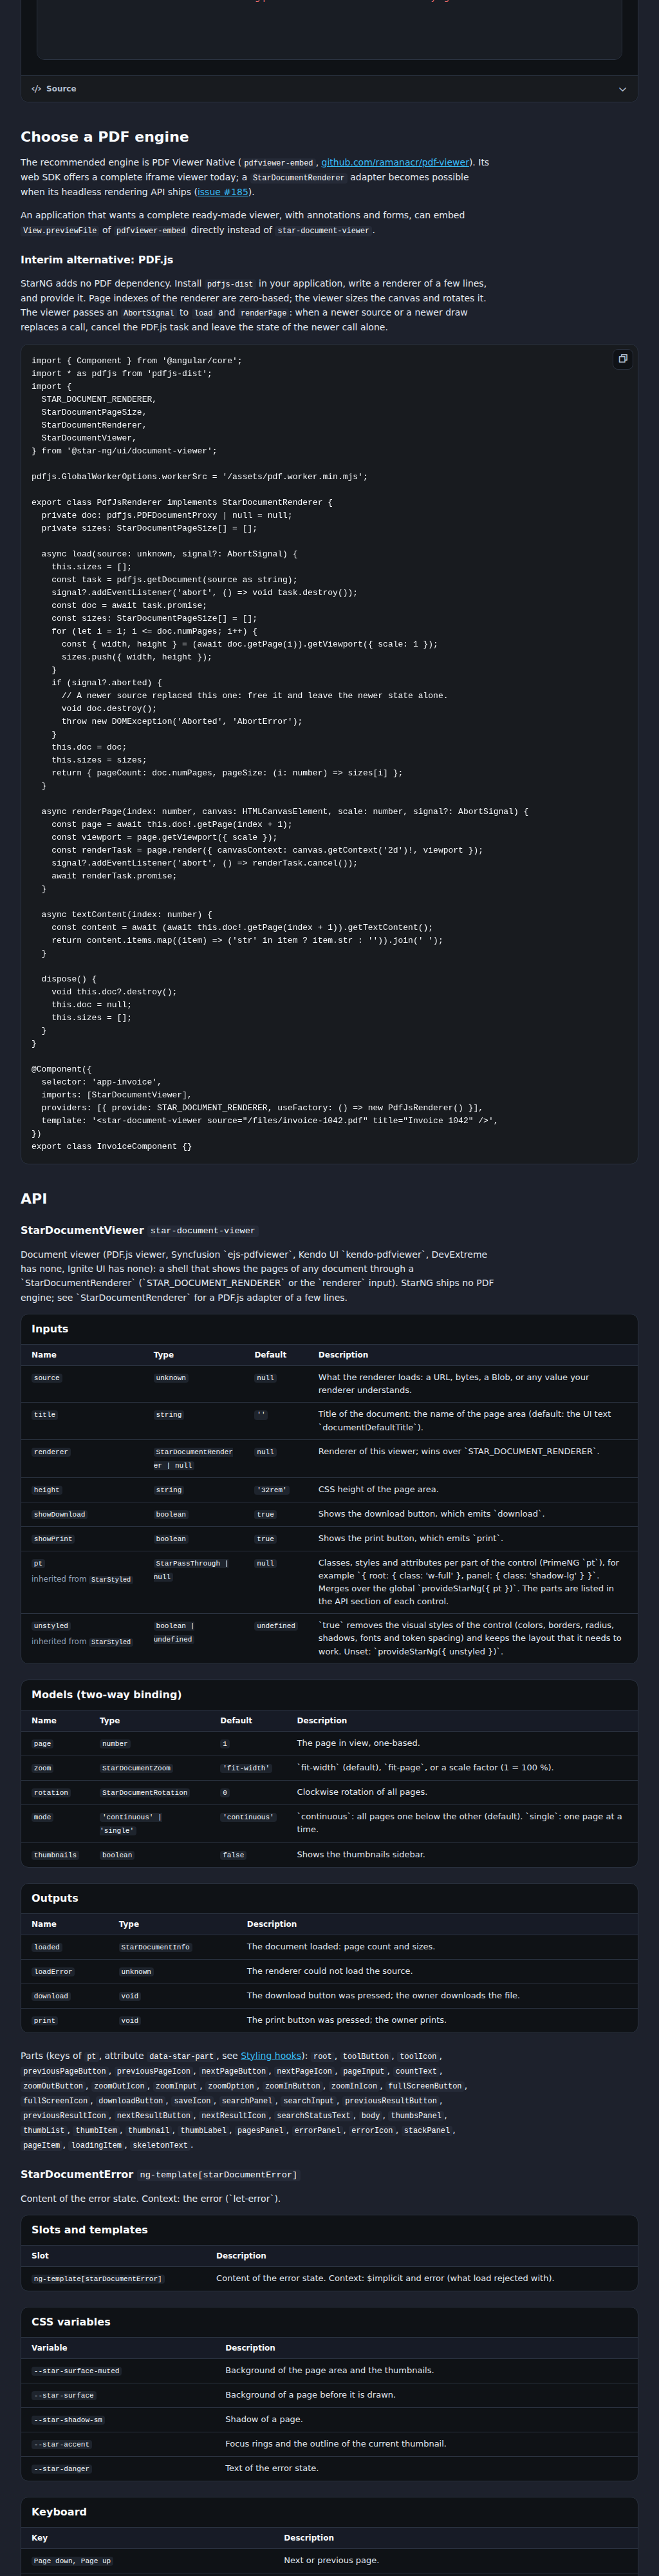 Source
Choose a PDF engine
The recommended engine is PDF Viewer Native ( pdfviewer-embed , github.com/ramanacr/pdf-viewer). Its
web SDK offers a complete iframe viewer today; a StarDocumentRenderer adapter becomes possible
when its headless rendering API ships (issue #185).
An application that wants a complete ready-made viewer, with annotations and forms, can embed
View.previewFile of pdfviewer-embed directly instead of star-document-viewer .
Interim alternative: PDF.js
StarNG adds no PDF dependency. Install pdfjs-dist in your application, write a renderer of a few lines,
and provide it. Page indexes of the renderer are zero-based; the viewer sizes the canvas and rotates it.
The viewer passes an AbortSignal to load and renderPage : when a newer source or a newer draw
replaces a call, cancel the PDF.js task and leave the state of the newer call alone.
import { Component } from '@angular/core';
import * as pdfjs from 'pdfjs-dist';
import {
  STAR_DOCUMENT_RENDERER,
  StarDocumentPageSize,
  StarDocumentRenderer,
  StarDocumentViewer,
} from '@star-ng/ui/document-viewer';
pdfjs.GlobalWorkerOptions.workerSrc = '/assets/pdf.worker.min.mjs';
export class PdfJsRenderer implements StarDocumentRenderer {
  private doc: pdfjs.PDFDocumentProxy | null = null;
  private sizes: StarDocumentPageSize[] = [];
  async load(source: unknown, signal?: AbortSignal) {
    this.sizes = [];
    const task = pdfjs.getDocument(source as string);
    signal?.addEventListener('abort', () => void task.destroy());
    const doc = await task.promise;
    const sizes: StarDocumentPageSize[] = [];
    for (let i = 1; i <= doc.numPages; i++) {
      const { width, height } = (await doc.getPage(i)).getViewport({ scale: 1 });
      sizes.push({ width, height });
    }
    if (signal?.aborted) {
      // A newer source replaced this one: free it and leave the newer state alone.
      void doc.destroy();
      throw new DOMException('Aborted', 'AbortError');
    }
    this.doc = doc;
    this.sizes = sizes;
    return { pageCount: doc.numPages, pageSize: (i: number) => sizes[i] };
  }
  async renderPage(index: number, canvas: HTMLCanvasElement, scale: number, signal?: AbortSignal) {
    const page = await this.doc!.getPage(index + 1);
    const viewport = page.getViewport({ scale });
    const renderTask = page.render({ canvasContext: canvas.getContext('2d')!, viewport });
    signal?.addEventListener('abort', () => renderTask.cancel());
    await renderTask.promise;
  }
  async textContent(index: number) {
    const content = await (await this.doc!.getPage(index + 1)).getTextContent();
    return content.items.map((item) => ('str' in item ? item.str : '')).join(' ');
  }
  dispose() {
    void this.doc?.destroy();
    this.doc = null;
    this.sizes = [];
  }
}
@Component({
  selector: 'app-invoice',
  imports: [StarDocumentViewer],
  providers: [{ provide: STAR_DOCUMENT_RENDERER, useFactory: () => new PdfJsRenderer() }],
  template: '<star-document-viewer source="/files/invoice-1042.pdf" title="Invoice 1042" />',
})
export class InvoiceComponent {}
API
StarDocumentViewer star-document-viewer
Document viewer (PDF.js viewer, Syncfusion `ejs-pdfviewer`, Kendo UI `kendo-pdfviewer`, DevExtreme
has none, Ignite UI has none): a shell that shows the pages of any document through a
`StarDocumentRenderer` (`STAR_DOCUMENT_RENDERER` or the `renderer` input). StarNG ships no PDF
engine; see `StarDocumentRenderer` for a PDF.js adapter of a few lines.
Inputs
Name Type Default Description
source unknown null What the renderer loads: a URL, bytes, a Blob, or any value your
renderer understands.
title string '' Title of the document: the name of the page area (default: the UI text
`documentDefaultTitle`).
renderer StarDocumentRender null Renderer of this viewer; wins over `STAR_DOCUMENT_RENDERER`.
er | null
height string '32rem' CSS height of the page area.
showDownload boolean true Shows the download button, which emits `download`.
showPrint boolean true Shows the print button, which emits `print`.
pt StarPassThrough | null Classes, styles and attributes per part of the control (PrimeNG `pt`), for
inherited from StarStyled null example `{ root: { class: 'w-full' }, panel: { class: 'shadow-lg' } }`.
Merges over the global `provideStarNg({ pt })`. The parts are listed in
the API section of each control.
unstyled boolean | undefined `true` removes the visual styles of the control (colors, borders, radius,
inherited from StarStyled undefined shadows, fonts and token spacing) and keeps the layout that it needs to
work. Unset: `provideStarNg({ unstyled })`.
Models (two-way binding)
Name Type Default Description
page number 1 The page in view, one-based.
zoom StarDocumentZoom 'fit-width' `fit-width` (default), `fit-page`, or a scale factor (1 = 100 %).
rotation StarDocumentRotation 0 Clockwise rotation of all pages.
mode 'continuous' | 'continuous' `continuous`: all pages one below the other (default). `single`: one page at a
'single' time.
thumbnails boolean false Shows the thumbnails sidebar.
Outputs
Name Type Description
loaded StarDocumentInfo The document loaded: page count and sizes.
loadError unknown The renderer could not load the source.
download void The download button was pressed; the owner downloads the file.
print void The print button was pressed; the owner prints.
Parts (keys of pt , attribute data-star-part , see Styling hooks): root , toolButton , toolIcon ,
previousPageButton , previousPageIcon , nextPageButton , nextPageIcon , pageInput , countText ,
zoomOutButton , zoomOutIcon , zoomInput , zoomOption , zoomInButton , zoomInIcon , fullScreenButton ,
fullScreenIcon , downloadButton , saveIcon , searchPanel , searchInput , previousResultButton ,
previousResultIcon , nextResultButton , nextResultIcon , searchStatusText , body , thumbsPanel ,
thumbList , thumbItem , thumbnail , thumbLabel , pagesPanel , errorPanel , errorIcon , stackPanel ,
pageItem , loadingItem , skeletonText .
StarDocumentError ng-template[starDocumentError]
Content of the error state. Context: the error (`let-error`).
Slots and templates
Slot Description
ng-template[starDocumentError] Content of the error state. Context: $implicit and error (what load rejected with).
CSS variables
Variable Description
--star-surface-muted Background of the page area and the thumbnails.
--star-surface Background of a page before it is drawn.
--star-shadow-sm Shadow of a page.
--star-accent Focus rings and the outline of the current thumbnail.
--star-danger Text of the error state.
Keyboard
Key Description
Page down, Page up Next or previous page.